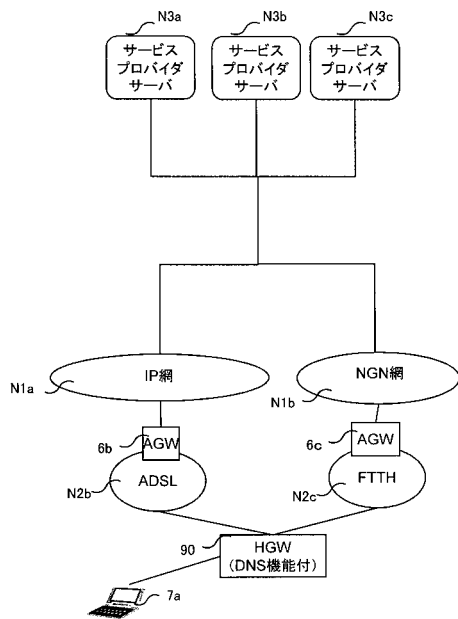 N3a
N3b
N3c
サービス
プロバイダ
サーバ
サービス
プロバイダ
サーバ
サービス
プロバイダ
サーバ
IP網
NGN網
N1a
N1b
6b
AGW
6c
AGW
N2b
ADSL
N2c
FTTH
90
HGW
(DNS機能付)
7a